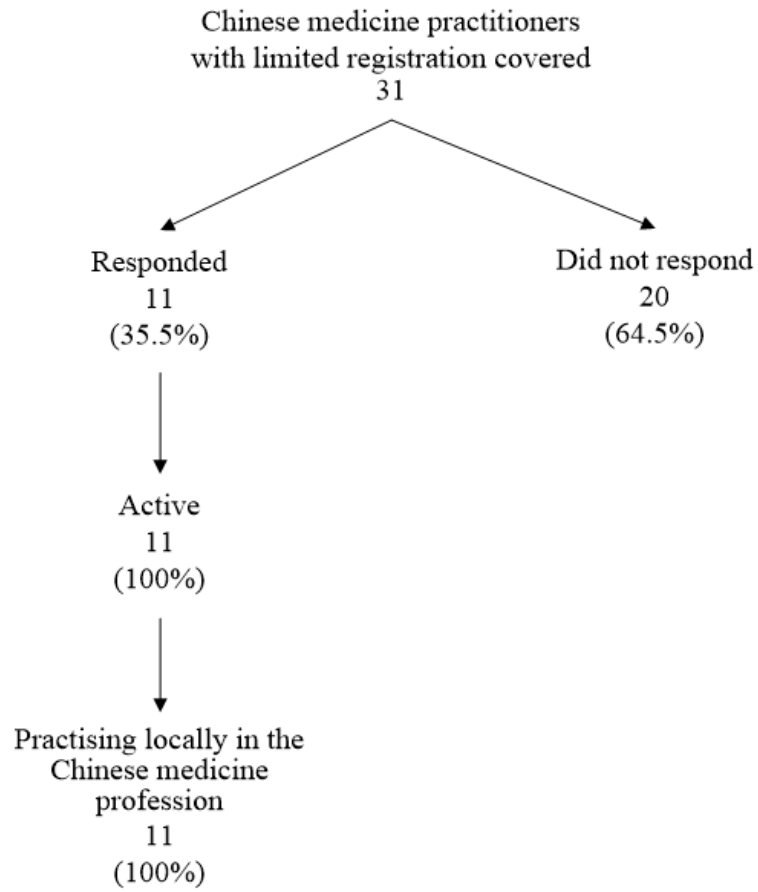 Chinese medicine practitioners
with limited registration covered
31
Responded
11
(35.5%)
Did not respond
20
(64.5%)
Active
11
(100%)
Practising locally in the
Chinese medicine
profession
11
(100%)